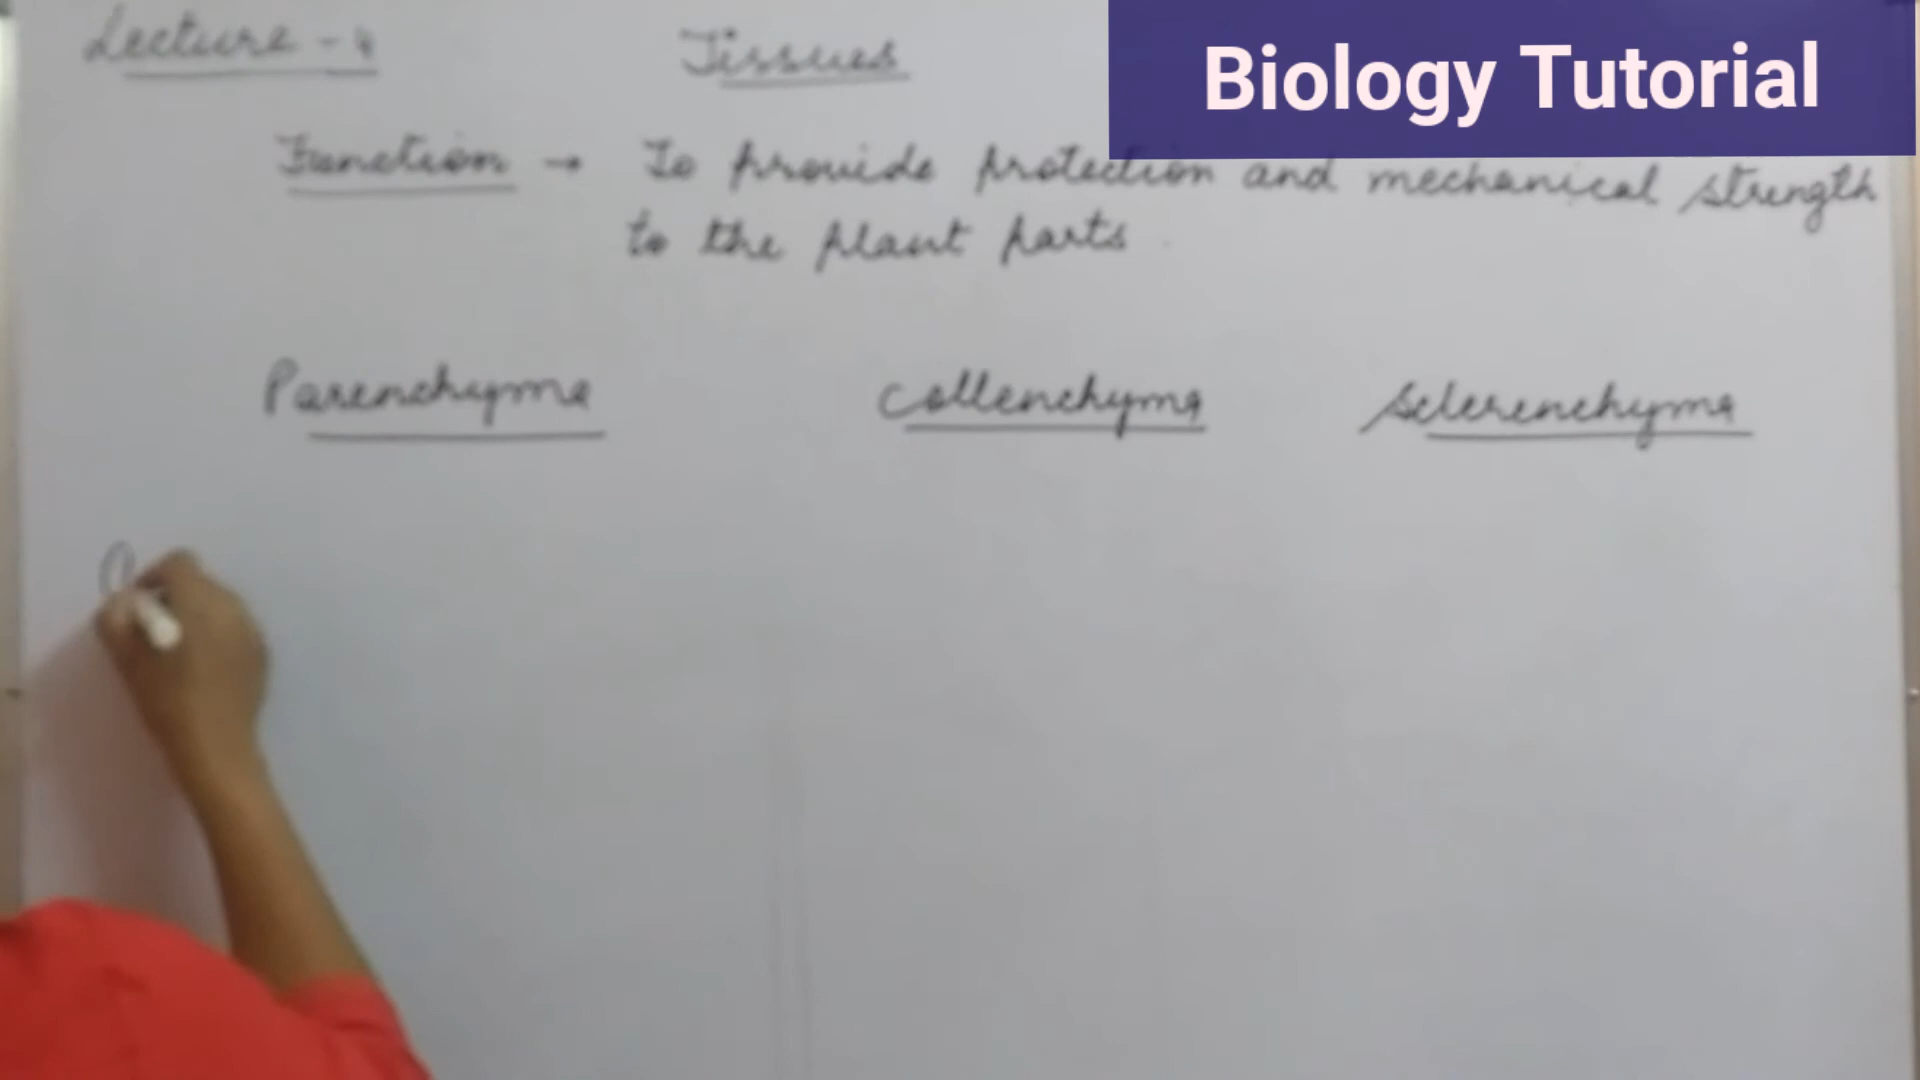 Lecture - 4
Tissues
Biology Tutorial
Function → To provide protection and mechanical strength
to the plant parts.
Parenchyma
Collenchyma
Sclerenchyma